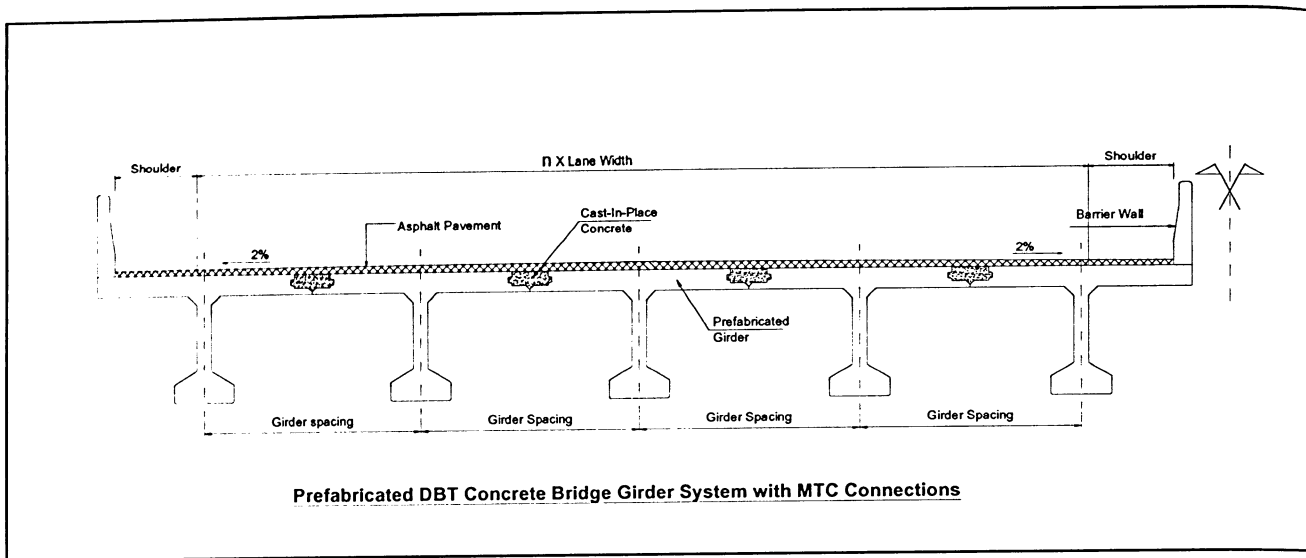 Shoulder
n X Lane Width
Shoulder
Cast-In-Place
Concrete
Asphalt Pavement
Barrier Wall
2%
2%
Prefabricated
Girder
Girder spacing
Girder Spacing
Girder Spacing
Girder Spacing
Prefabricated DBT Concrete Bridge Girder System with MTC Connections